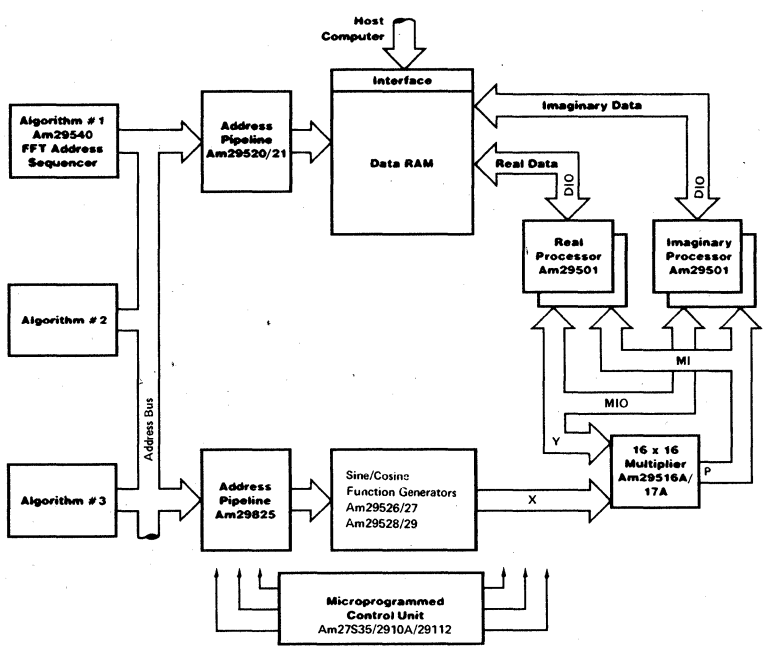 Host
Computer
Interface
Data RAM
Algorithm #1
Am29540
FFT Address
Sequencer
Address
Pipeline
Am29520/21
Imaginary Data
Real Data
DIO
DIO
Real
Processor
Am29501
Imaginary
Processor
Am29501
Algorithm #2
Address Bus
MI
MIO
Y
16 x 16
Multiplier
Am29516A/
17A
P
Algorithm #3
Address
Pipeline
Am29825
Sine/Cosine
Function Generators
Am29526/27
Am29528/29
X
Microprogrammed
Control Unit
Am27S35/2910A/29112